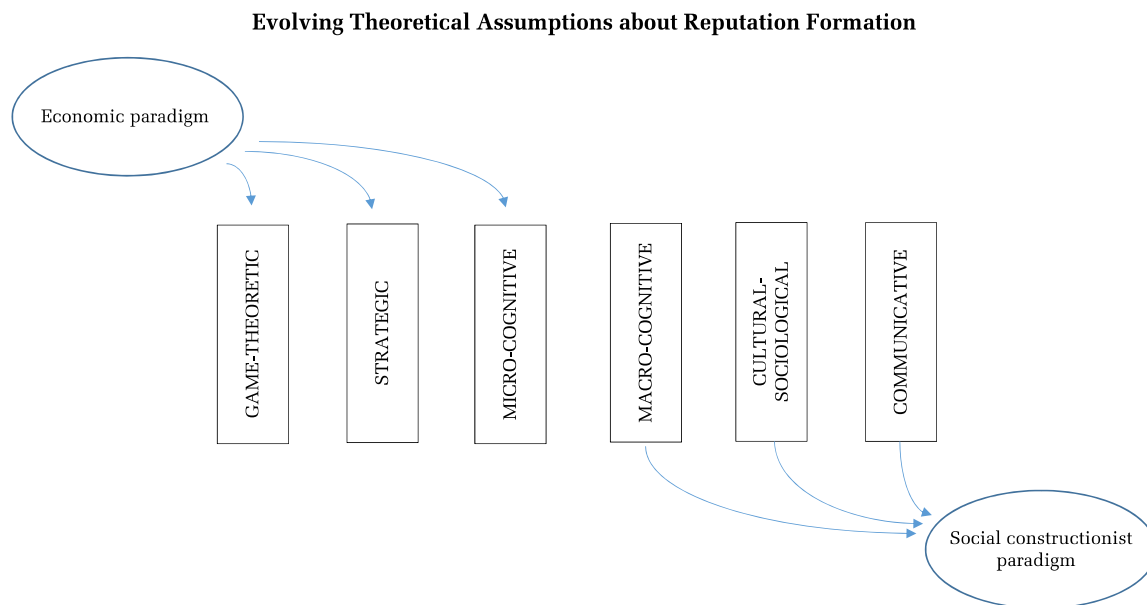 Evolving Theoretical Assumptions about Reputation Formation
Economic paradigm
GAME-THEORETIC
STRATEGIC
MICRO-COGNITIVE
MACRO-COGNITIVE
CULTURAL-
SOCIOLOGICAL
COMMUNICATIVE
Social constructionist
paradigm